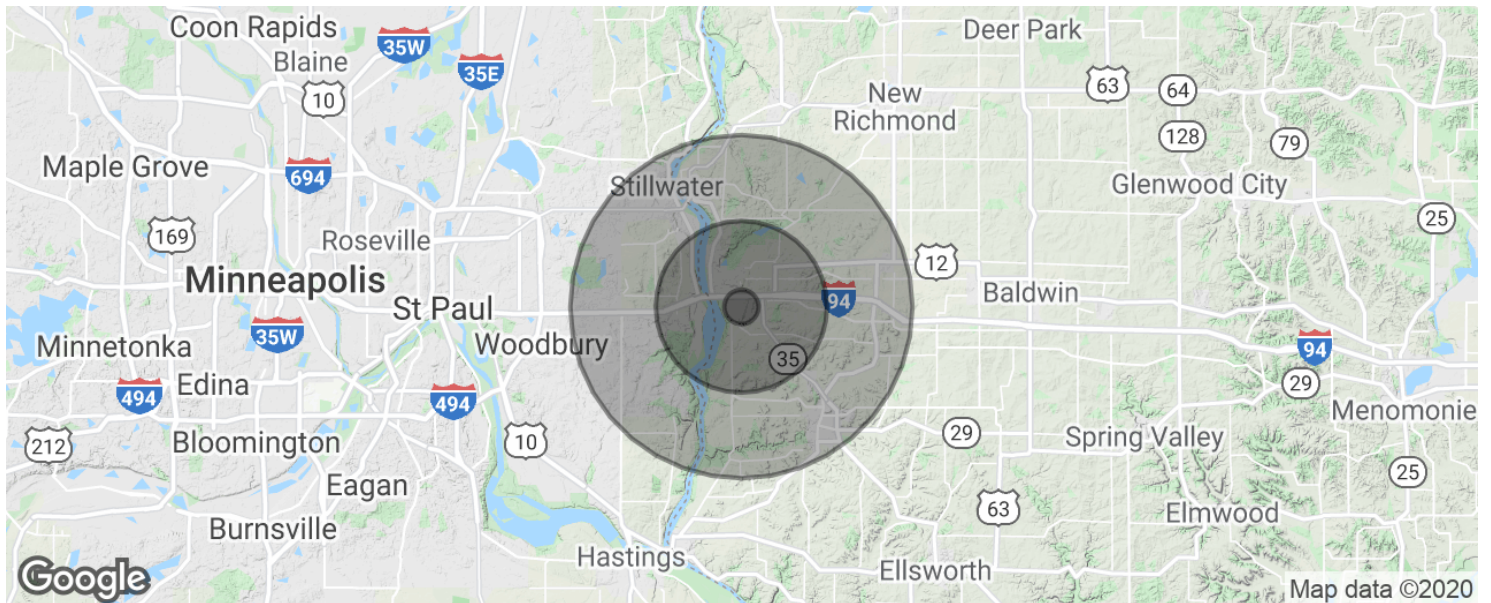 Coon Rapids
35W
Blaine
35E
10
Deer Park
63
64
New
Richmond
128
79
Maple Grove
694
Stillwater
Glenwood City
25
169
Roseville
12
Minneapolis
St Paul
94
Baldwin
35W
Woodbury
Minnetonka
35
94
Edina
494
494
29
Menomonie
212
Bloomington
10
29
Spring Valley
25
Eagan
63
Elmwood
Burnsville
Hastings
Ellsworth
Google
Map data ©2020